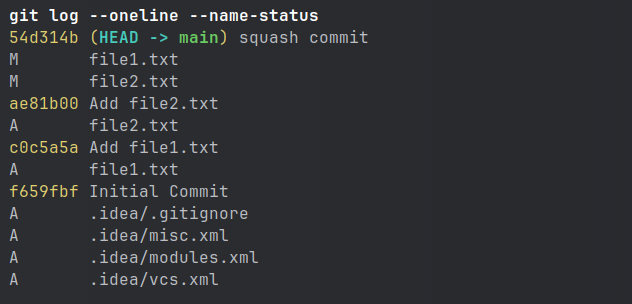 git log --oneline --name-status
54d314b (HEAD -> main) squash commit
M       file1.txt
M       file2.txt
ae81b00 Add file2.txt
A       file2.txt
c0c5a5a Add file1.txt
A       file1.txt
f659fbf Initial Commit
A       .idea/.gitignore
A       .idea/misc.xml
A       .idea/modules.xml
A       .idea/vcs.xml